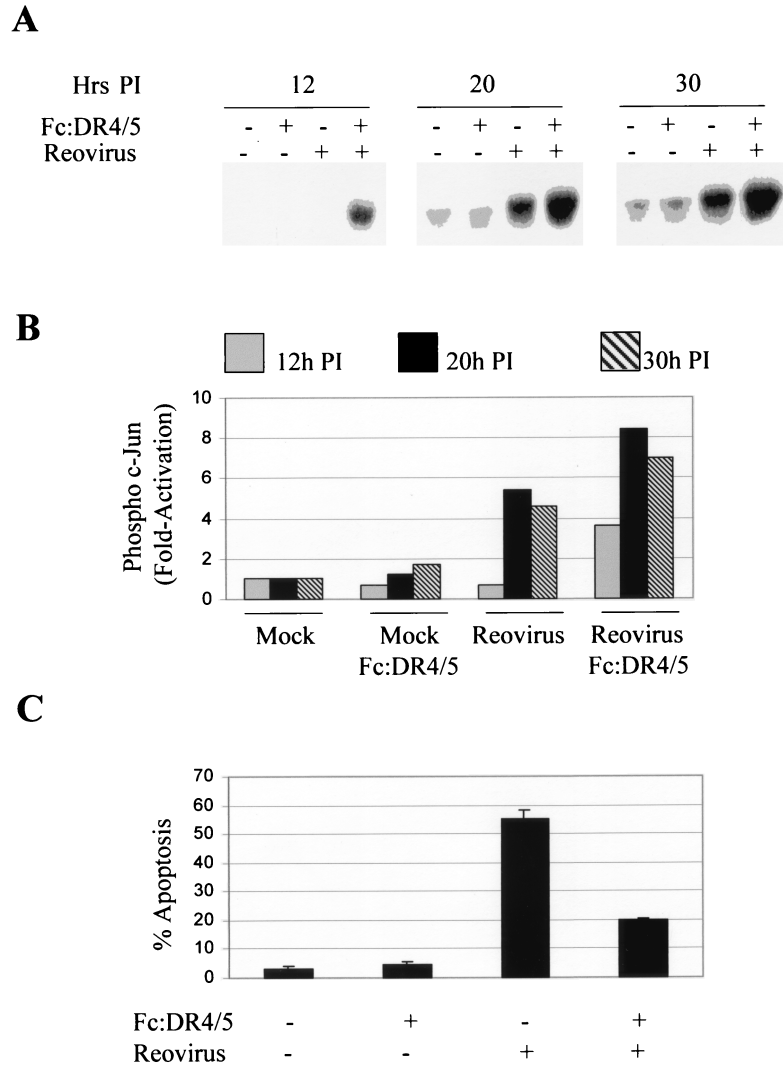 A
Hrs PI 12 20 30
Fc:DR4/5 - + - + - + - + - + - +
Reovirus - - + + - - + + - - + +
B
12h PI 20h PI 30h PI
Phospho c-Jun
(Fold-Activation)
10
8
6
4
2
0
Mock Mock Reovirus Reovirus
Fc:DR4/5 Fc:DR4/5
C
% Apoptosis
70
60
50
40
30
20
10
0
Fc:DR4/5 - + - +
Reovirus - - + +